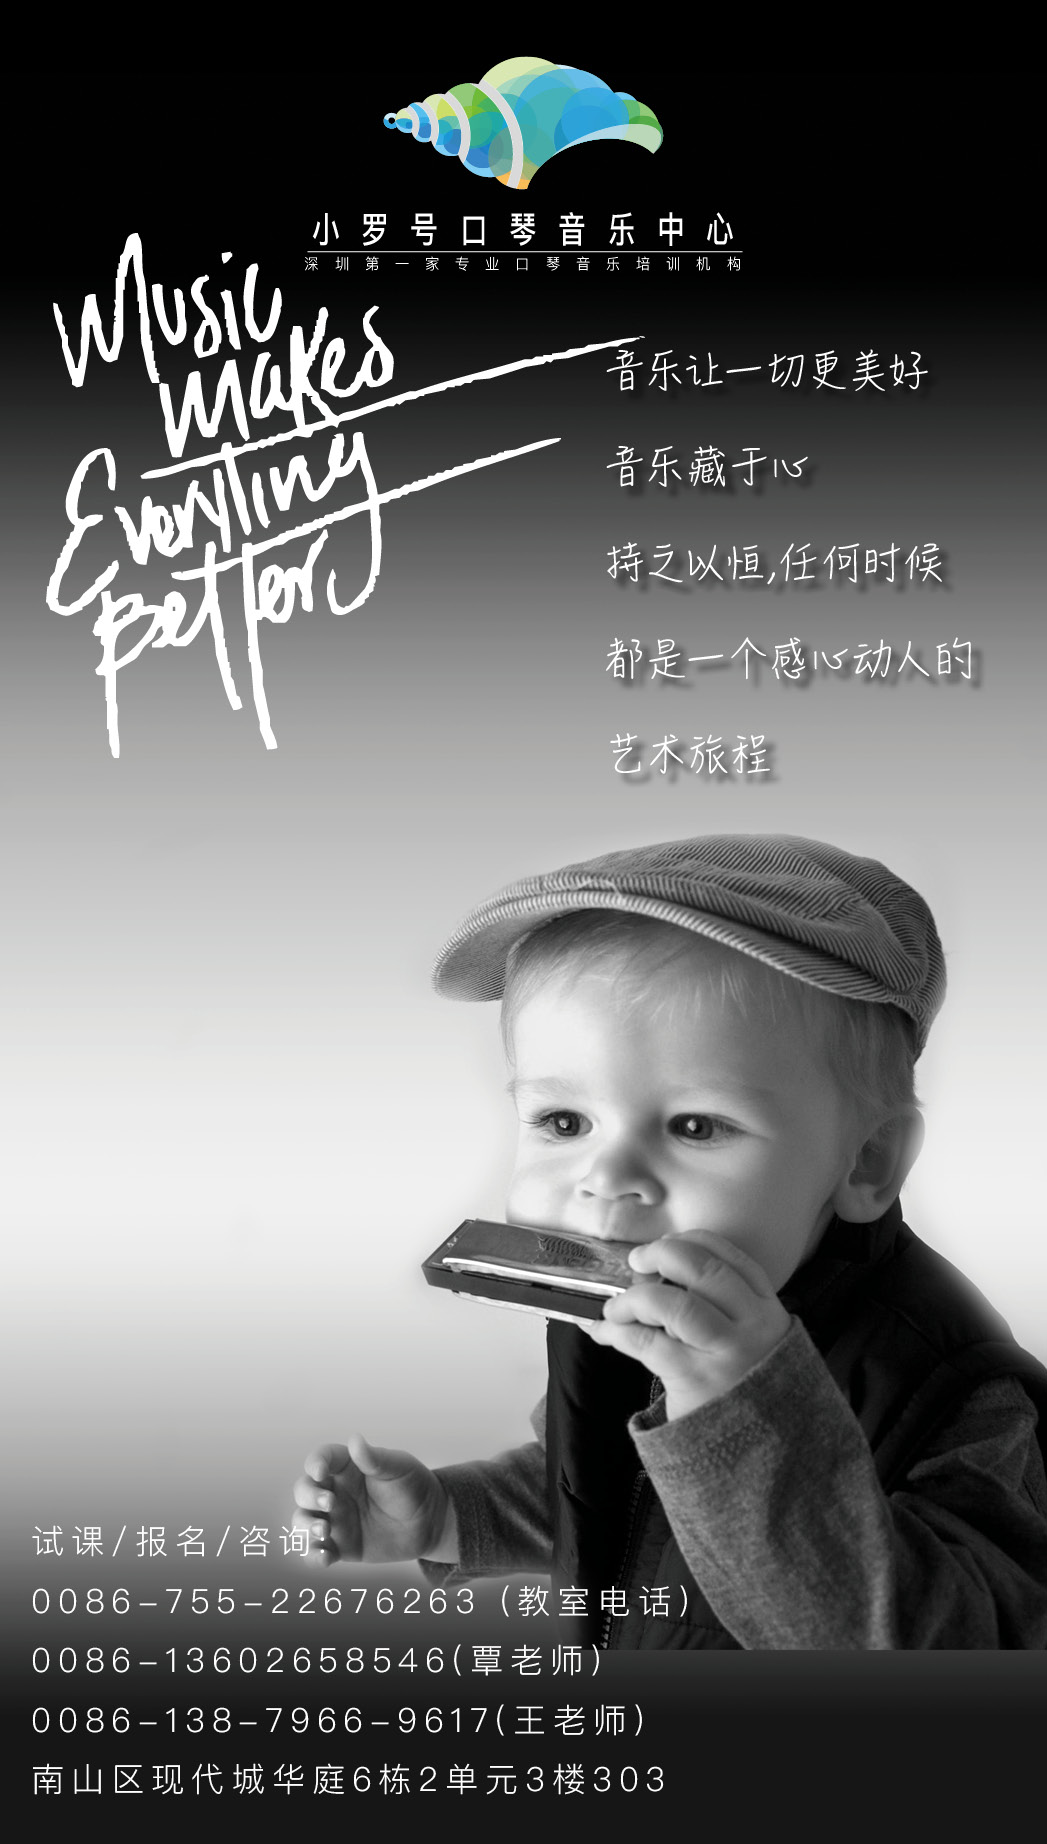 小罗号口琴音乐中心
深圳第一家专业口琴音乐培训机构
Music
Makes
Everyting
Better
音乐让一切更美好
音乐藏于心
持之以恒,任何时候
都是一个感心动人的
艺术旅程
试课/报名/咨询:
0086-755-22676263 (教室电话)
0086-13602658546(覃老师)
0086-138-7966-9617(王老师)
南山区现代城华庭6栋2单元3楼303